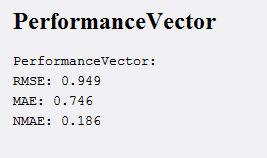 PerformanceVector
PerformanceVector:
RMSE: 0.949
MAE: 0.746
NMAE: 0.186